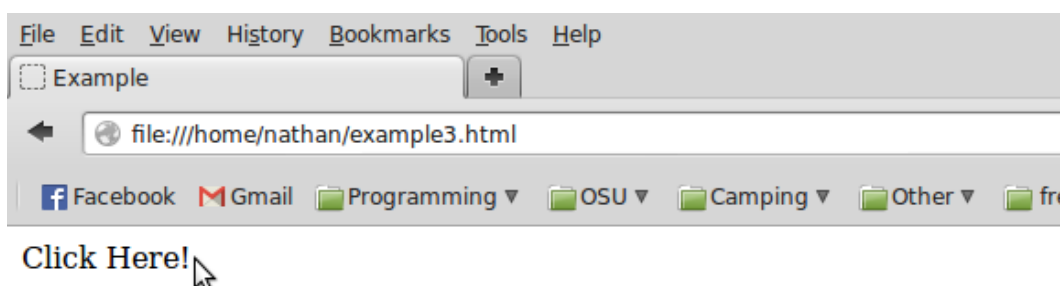 File Edit View History Bookmarks Tools Help
Example
file:///home/nathan/example3.html
Facebook Gmail Programming OSU Camping Other
Click Here!